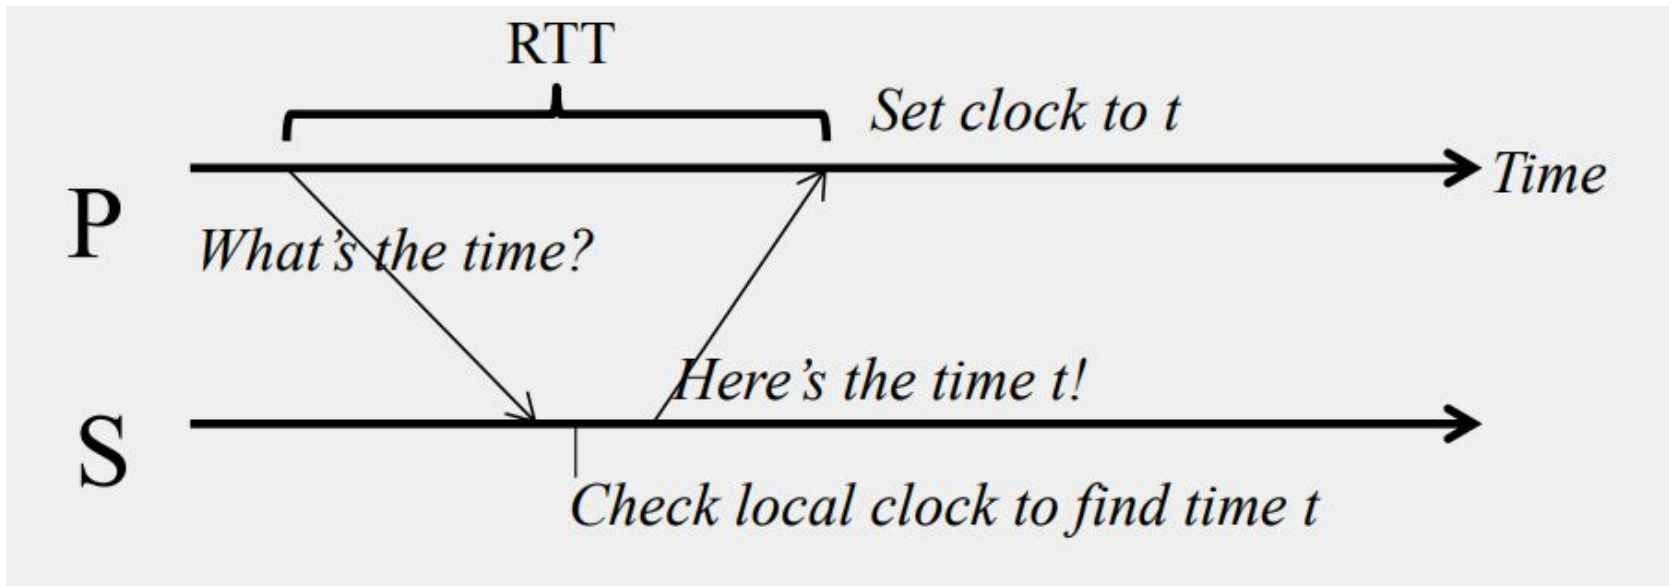 RTT
Set clock to t
Time
P
What’s the time?
Here’s the time t!
S
Check local clock to find time t